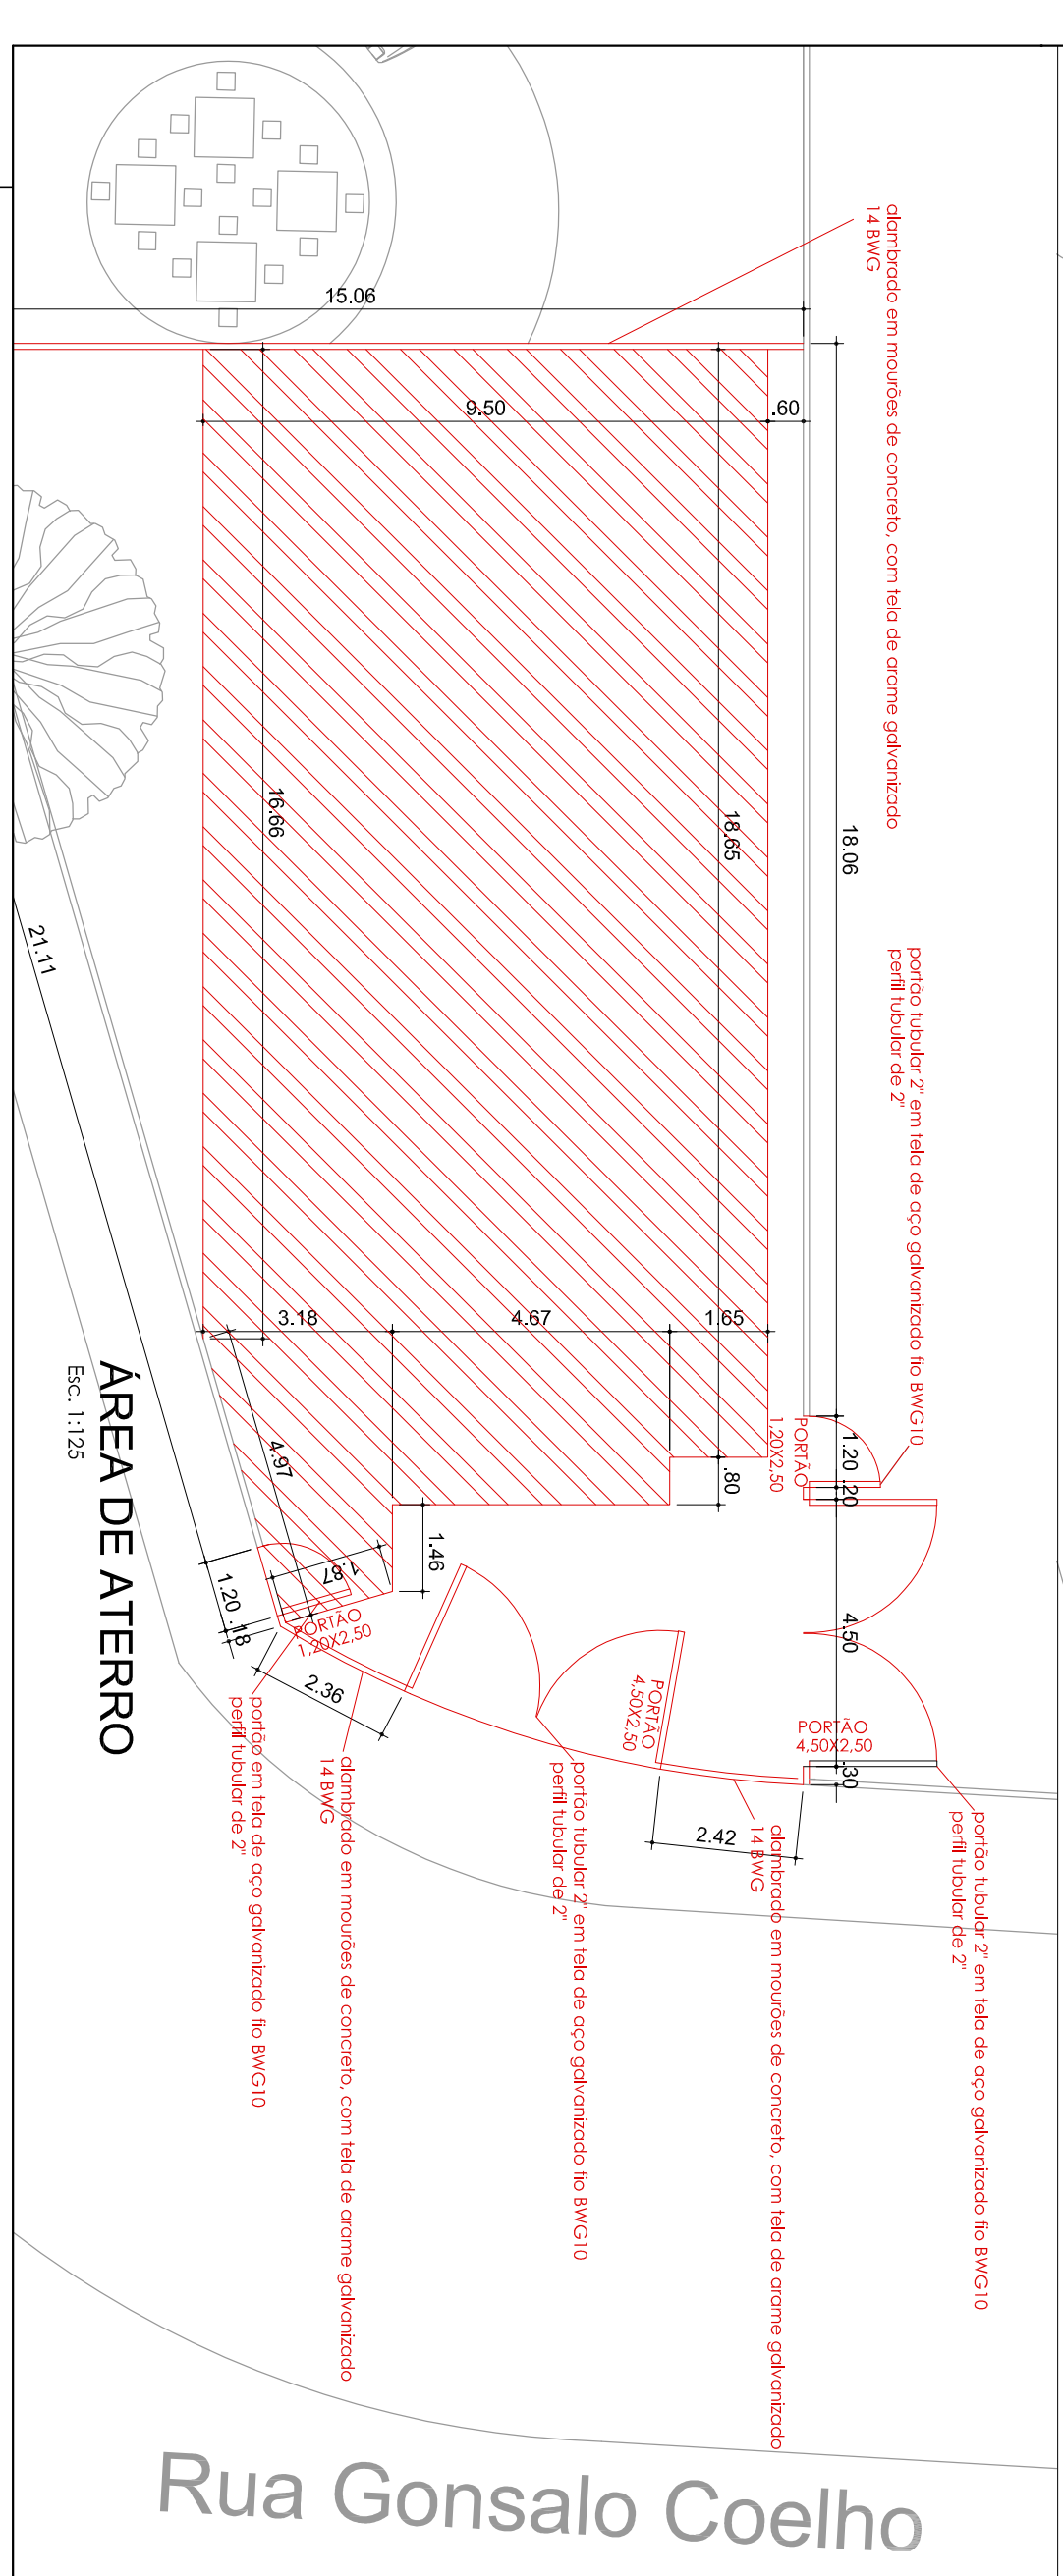 alambrado em mourões de concreto, com tela de arame galvanizado
14 BWG
15.06
9.50
.60
18.06
18.65
16.66
portão tubular 2" em tela de aço galvanizado fio BWG10
perfil tubular de 2"
21.11
3.18
4.67
1.65
PORTÃO
1,20X2,50
1.20
.20
.80
4.97
1.46
1.87
4.50
1.20
.18
PORTÃO
1,20X2,50
2.36
PORTÃO
4,50X2,50
PORTÃO
4,50X2,50
.30
2.42
portão em tela de aço galvanizado fio BWG10
perfil tubular de 2"
alambrado em mourões de concreto, com tela de arame galvanizado
14 BWG
portão tubular 2" em tela de aço galvanizado fio BWG10
perfil tubular de 2"
alambrado em mourões de concreto, com tela de arame galvanizado
14 BWG
portão tubular 2" em tela de aço galvanizado fio BWG10
perfil tubular de 2"
ÁREA DE ATERRO
Esc. 1:125
Rua Gonsalo Coelho